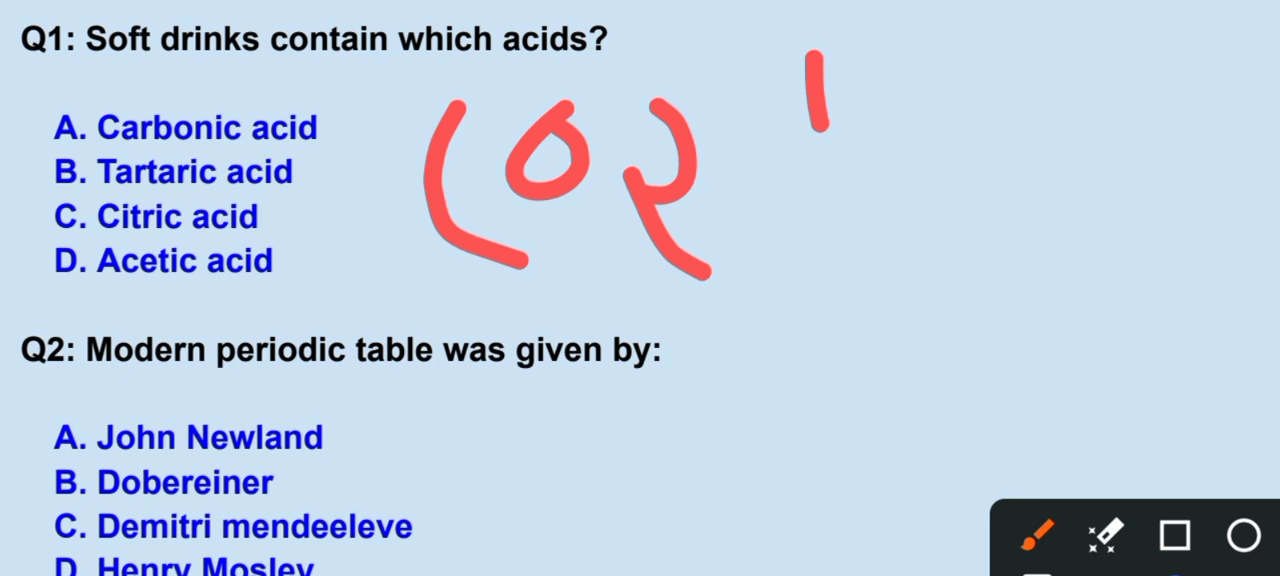 Q1: Soft drinks contain which acids?
A. Carbonic acid
B. Tartaric acid
C. Citric acid
D. Acetic acid
CO2
Q2: Modern periodic table was given by:
A. John Newland
B. Dobereiner
C. Demitri mendeeleve
D. Henry Mosley